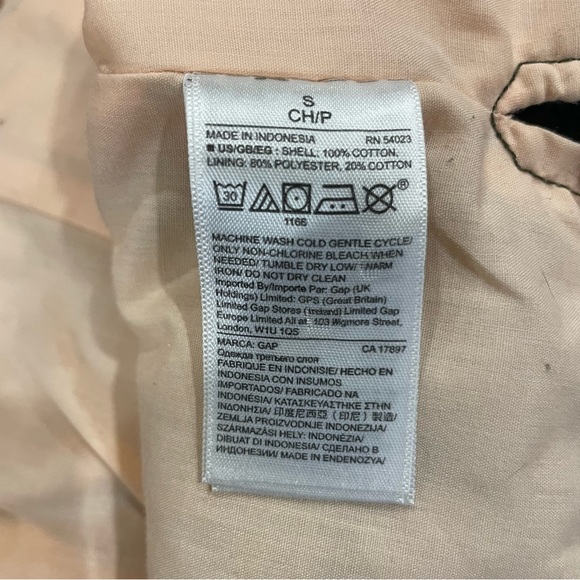 S
CH/P
MADE IN INDONESIA RN 54023
■ US/GB/EG : SHELL: 100% COTTON.
LINING: 80% POLYESTER, 20% COTTON.
30
1166
MACHINE WASH COLD GENTLE CYCLE/
ONLY NON-CHLORINE BLEACH WHEN
NEEDED/ TUMBLE DRY LOW/ WARM
IRON/ DO NOT DRY CLEAN
Imported By/Importe Par: Gap (UK
Holdings) Limited: GPS (Great Britain)
Limited Gap Stores (Ireland) Limited Gap
Europe Limited All at: 103 Wigmore Street,
London, W1U 1QS
MARCA: GAP CA 17897
Одежда третьего слоя
FABRIQUE EN INDONISIE/ HECHO EN
INDONESIA CON INSUMOS
IMPORTADOS/ FABRICADO NA
INDONÉSIA/ ΚΑΤΑΣΚΕΥΑΣΤΗΚΕ ΣΤΗΝ
ΙΝΔΟΝΗΣΙΑ/ 印度尼西亞（印尼）製造/
ZEMLJA PROIZVODNJE INDONEZIJA/
SZÁRMAZÁSI HELY: INDONÉZIA/
DIBUAT DI INDONESIA/ СДЕЛАНО В
ИНДОНЕЗИИ/ MADE IN ENDONEZYA/